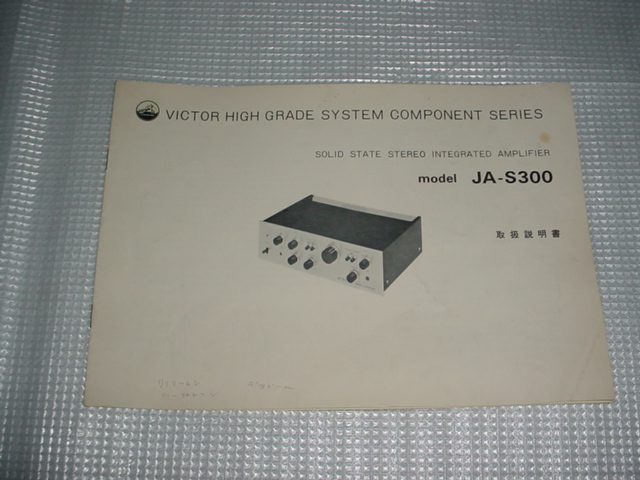 VICTOR HIGH GRADE SYSTEM COMPONENT SERIES
SOLID STATE STEREO INTEGRATED AMPLIFIER
model JA-S300
取扱説明書